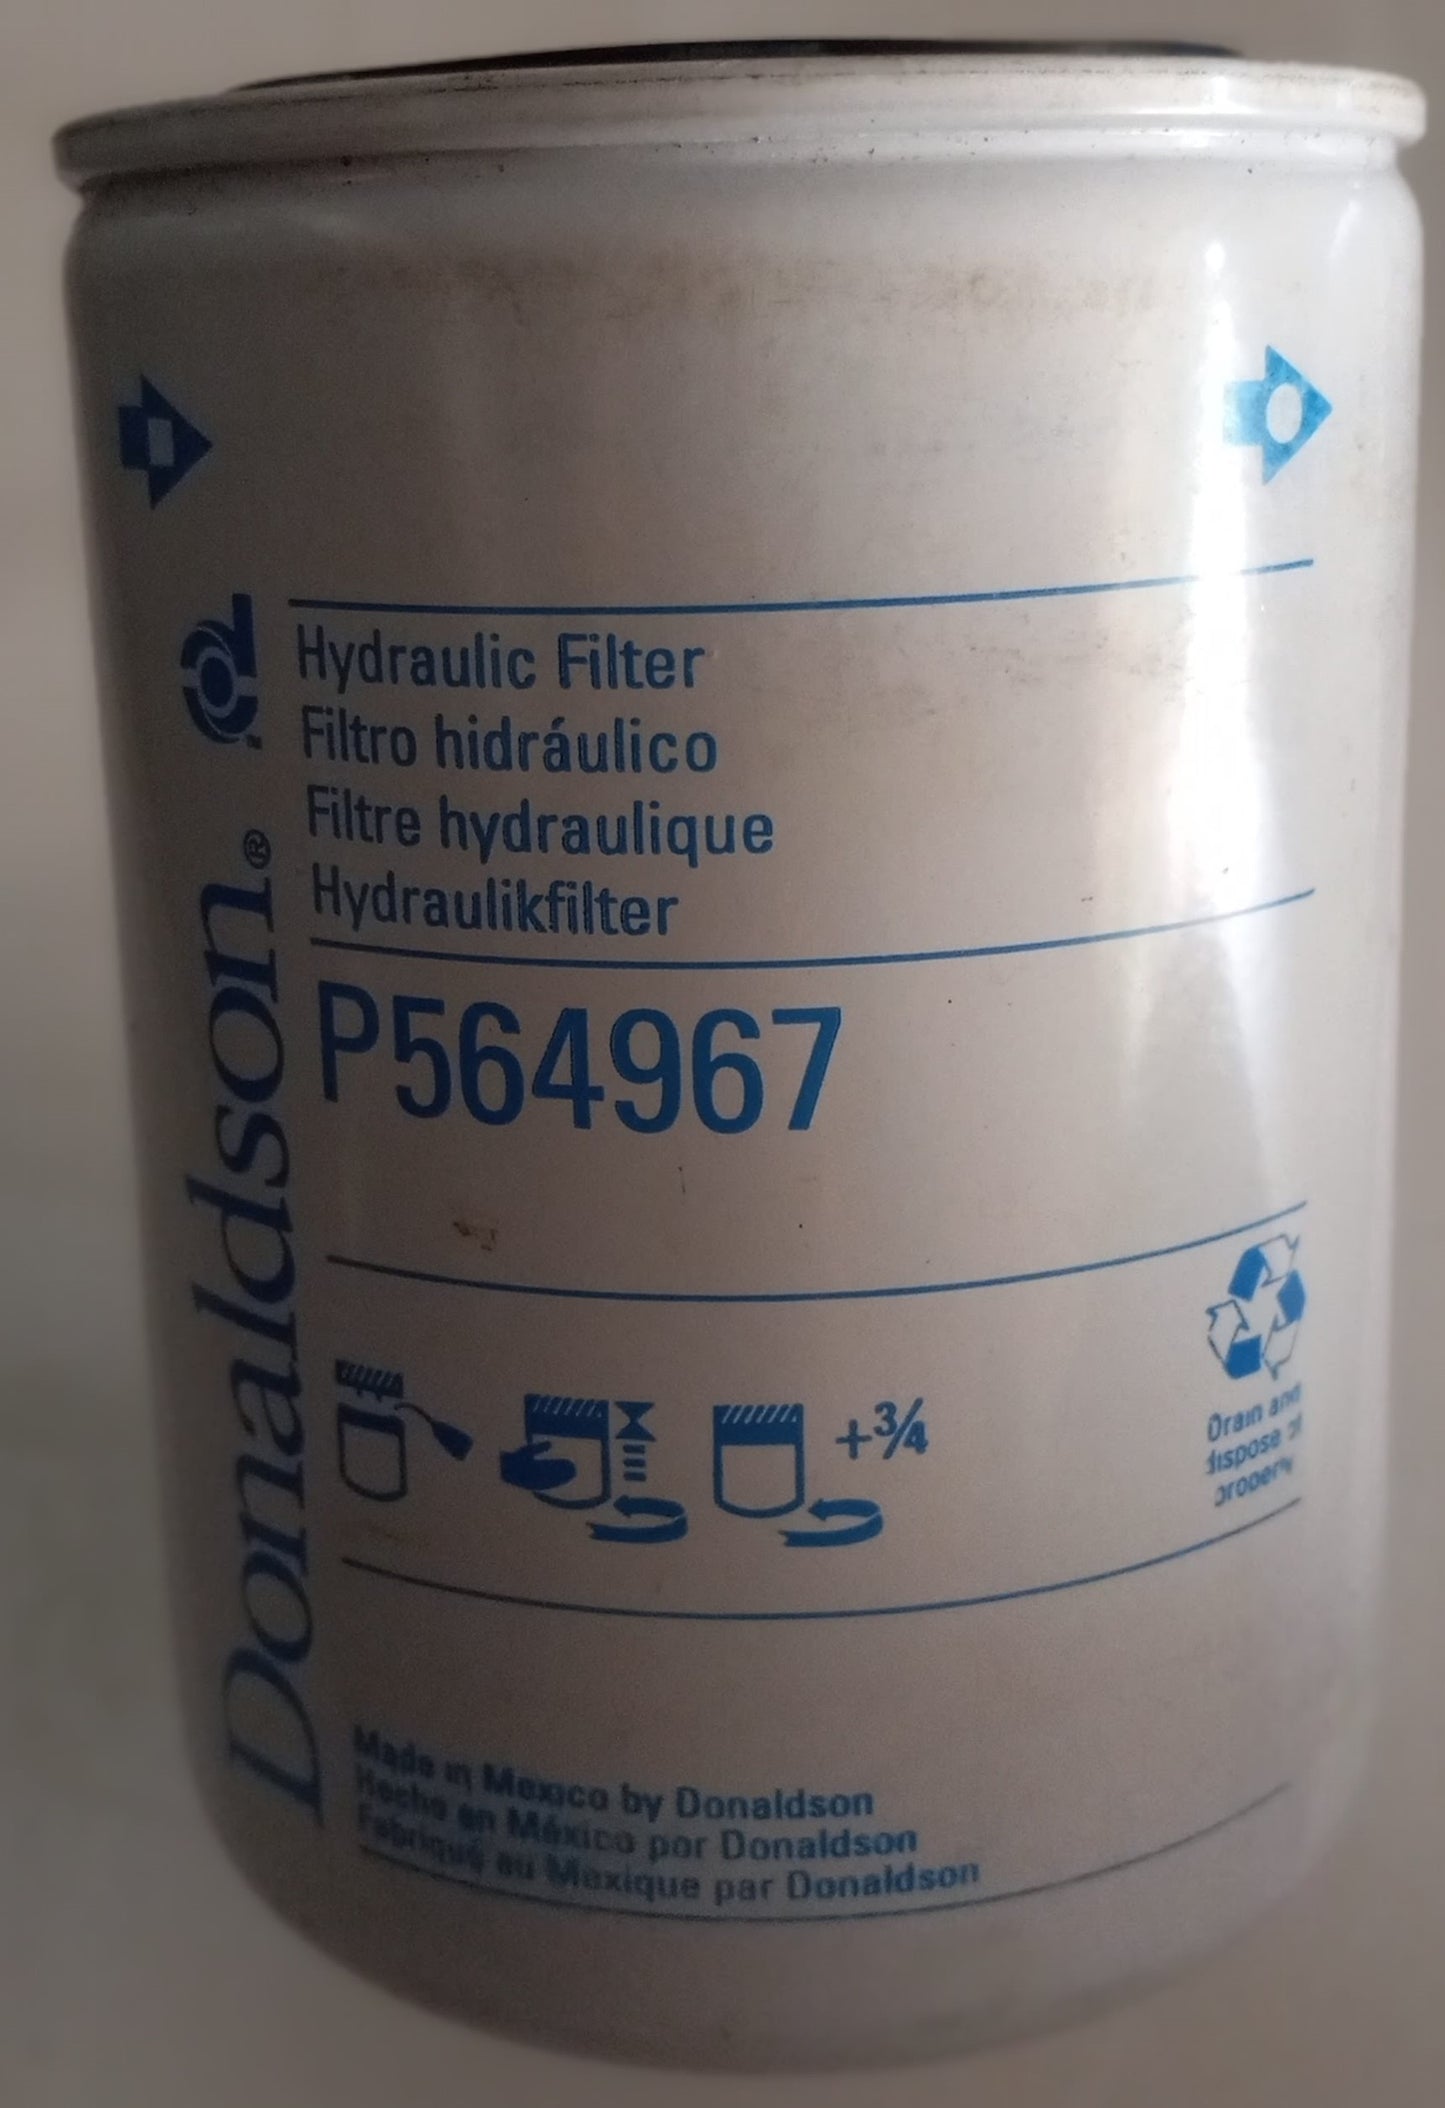 Donaldson®
Hydraulic Filter
Filtro hidráulico
Filtre hydraulique
Hydraulikfilter
P564967
+3/4
Drain and
dispose of
properly
Made in Mexico by Donaldson
Hecho en México por Donaldson
Fabriqué au Mexique par Donaldson